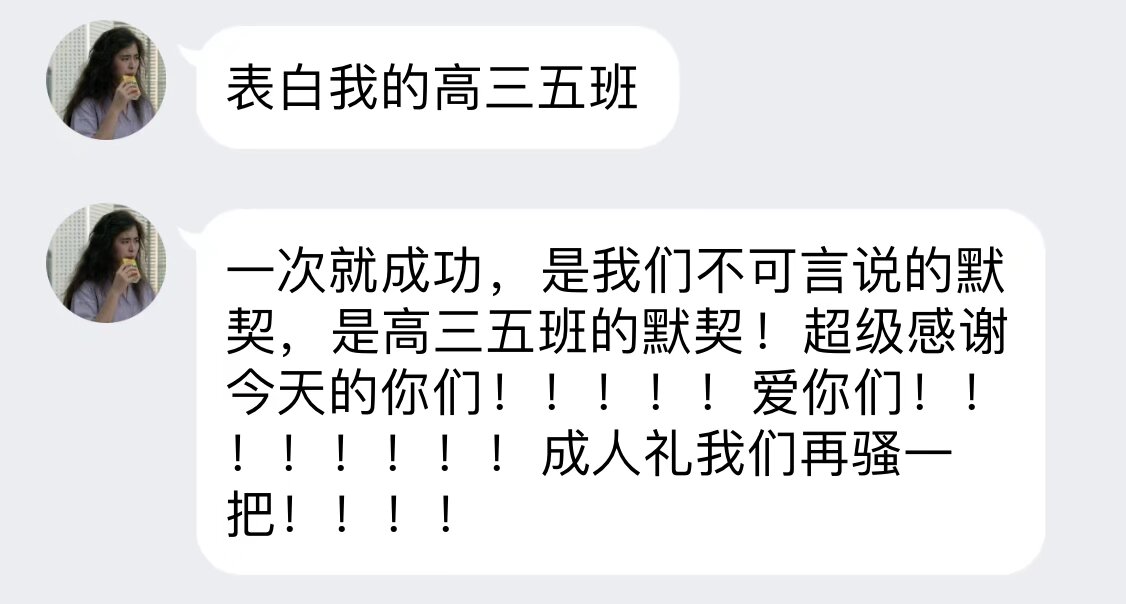 表白我的高三五班
一次就成功，是我们不可言说的默
契，是高三五班的默契！超级感谢
今天的你们！！！！！爱你们！！
！！！！！！成人礼我们再骚一
把！！！！